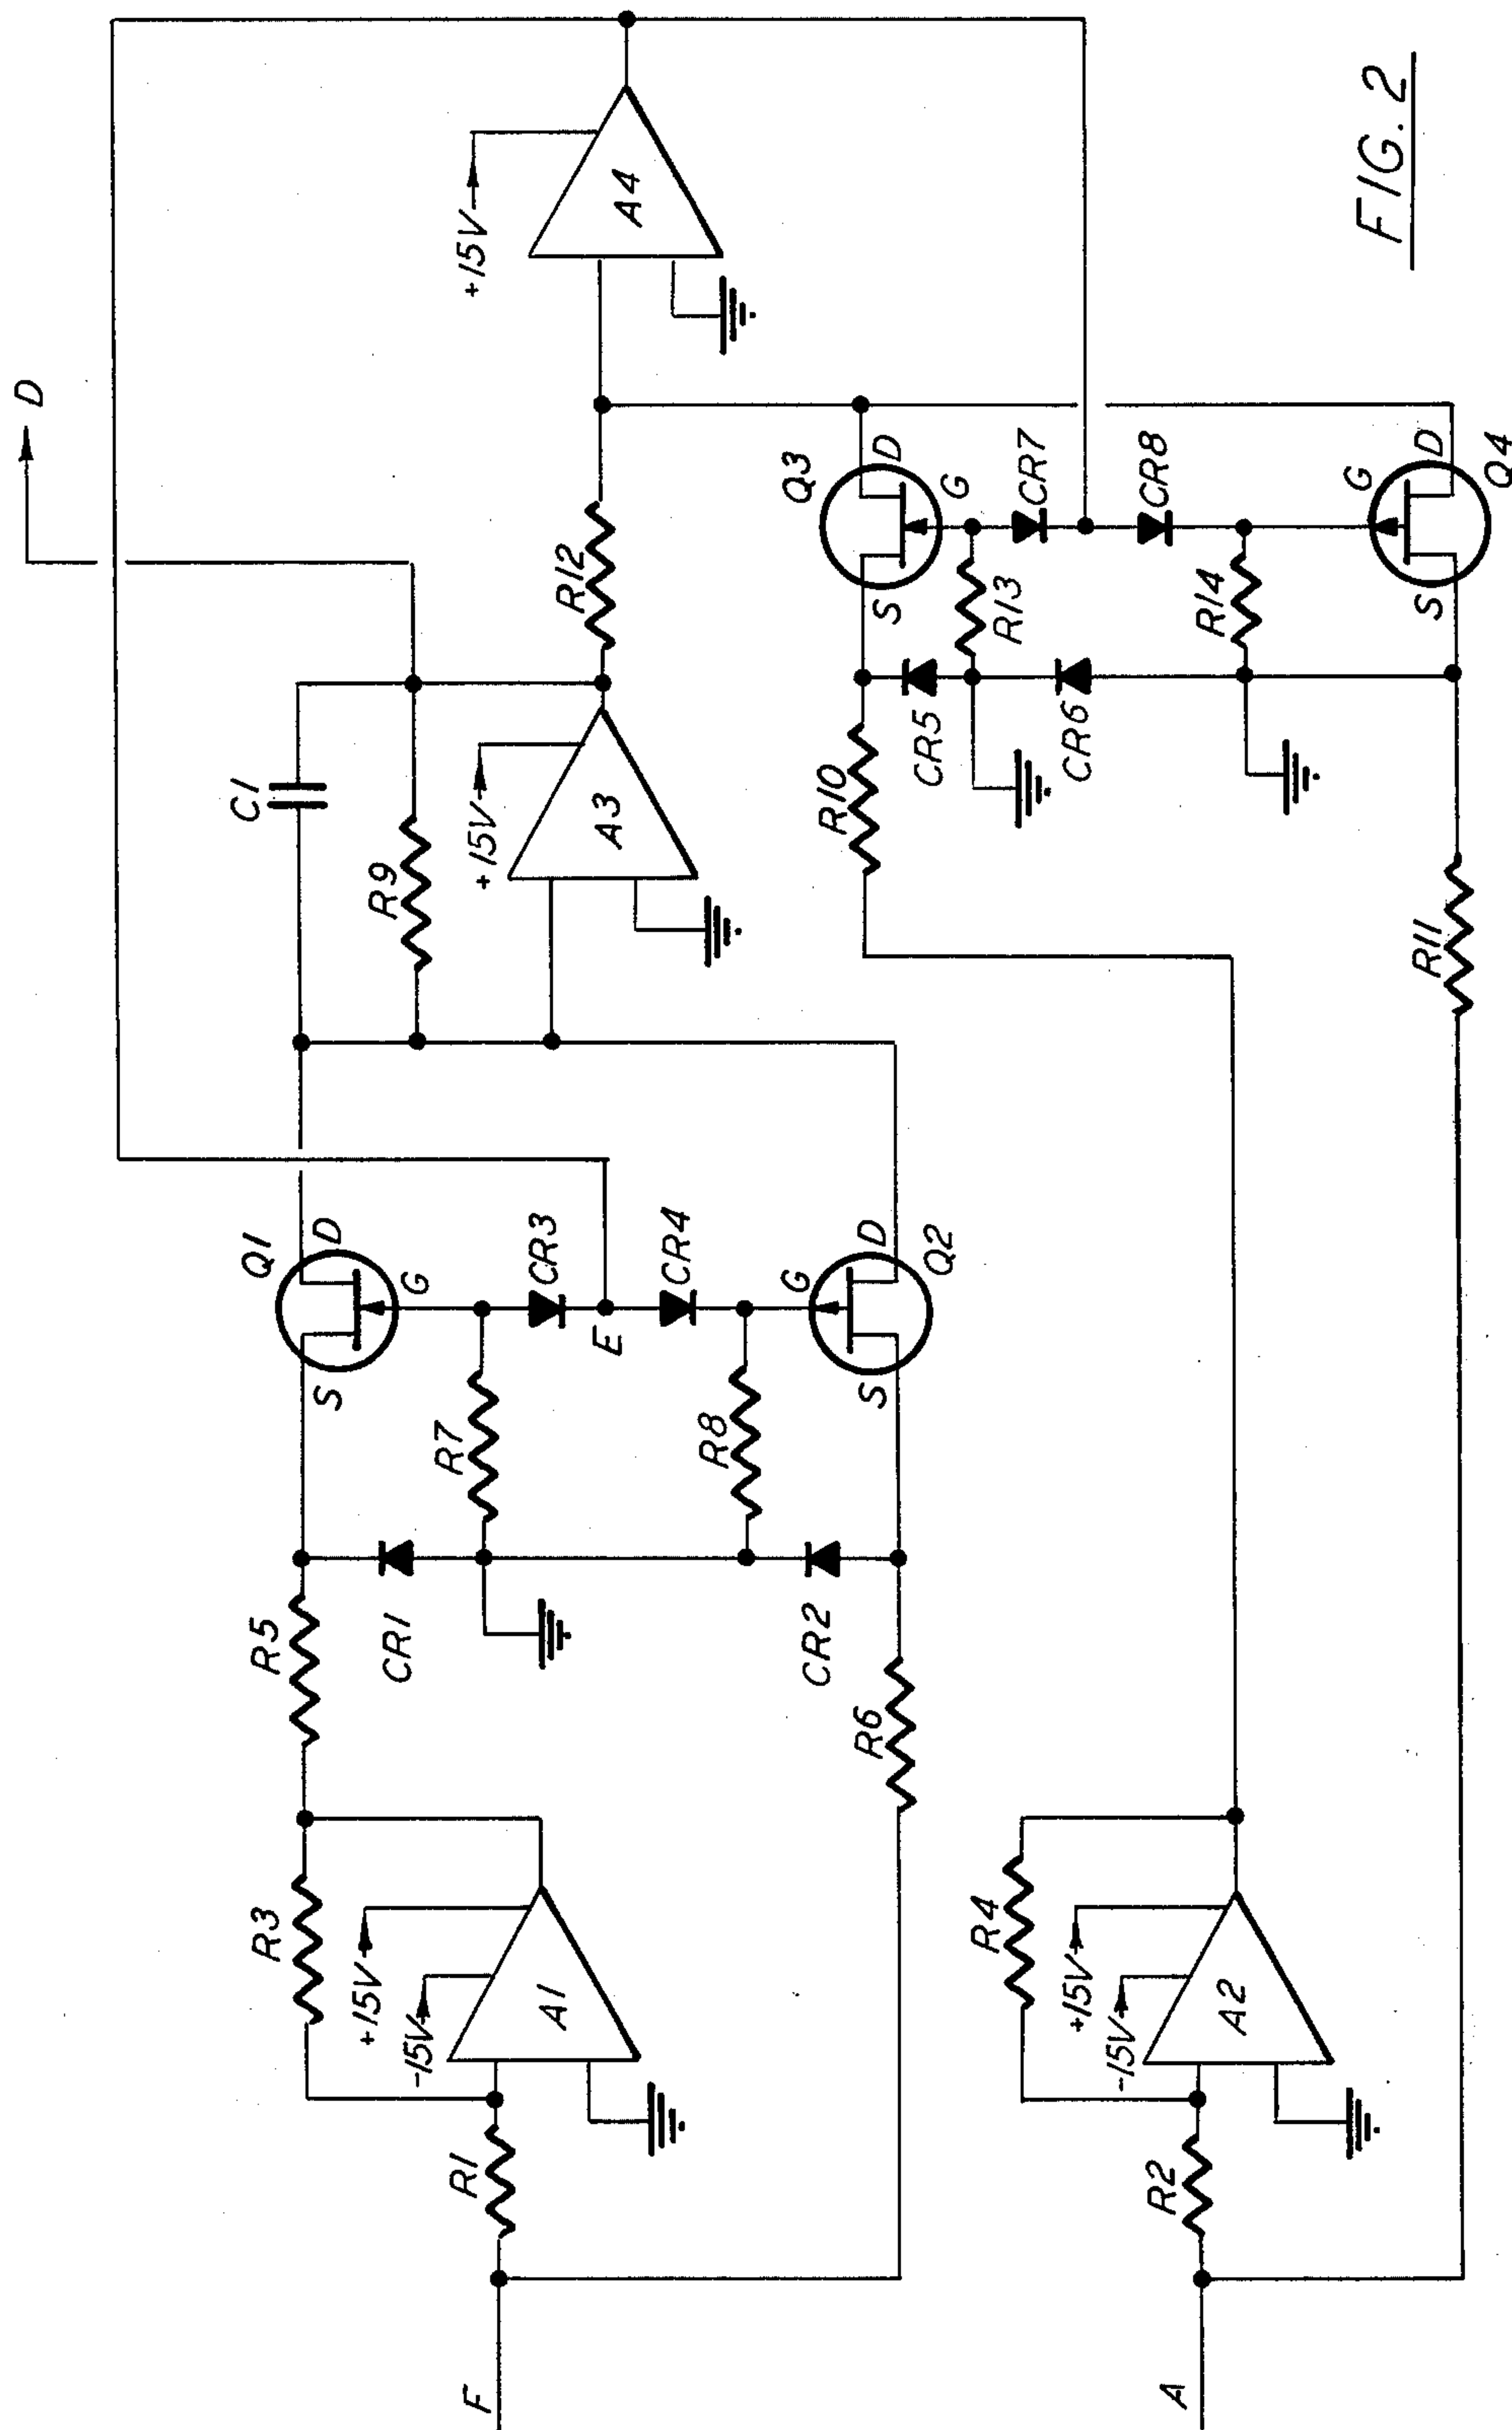 F
R1
R3
+15V
-15V
A1
R5
CR1
R7
R8
CR2
R6
Q1
S
D
G
CR3
E
CR4
G
S
D
Q2
C1
R9
+15V
A3
D
R12
+15V
A4
A
R2
R4
+15V
-15V
A2
R10
R11
CR5
CR6
R13
R14
Q3
S
D
G
CR7
CR8
G
S
D
Q4
FIG. 2